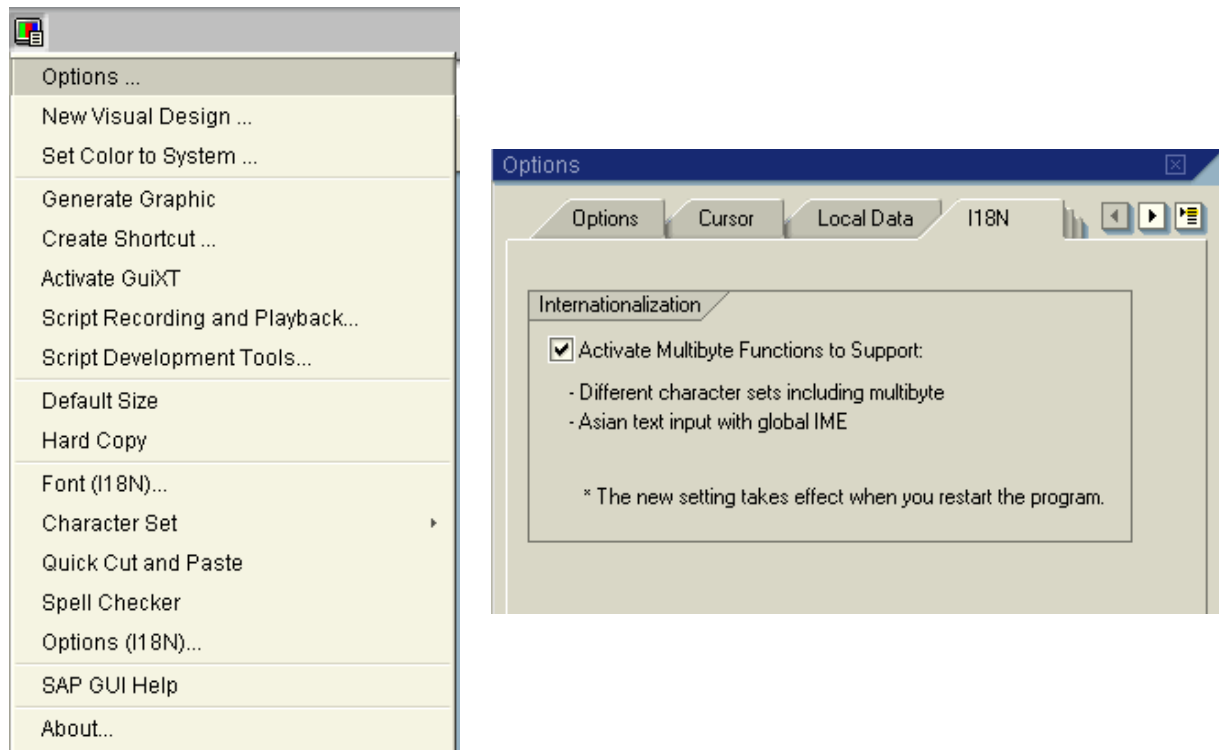 Options ...
New Visual Design ...
Set Color to System ...
Generate Graphic
Create Shortcut ...
Activate GuiXT
Script Recording and Playback...
Script Development Tools...
Default Size
Hard Copy
Font (I18N)...
Character Set
Quick Cut and Paste
Spell Checker
Options (I18N)...
SAP GUI Help
About...
Options
Options Cursor Local Data I18N
Internationalization
Activate Multibyte Functions to Support:
- Different character sets including multibyte
- Asian text input with global IME
* The new setting takes effect when you restart the program.